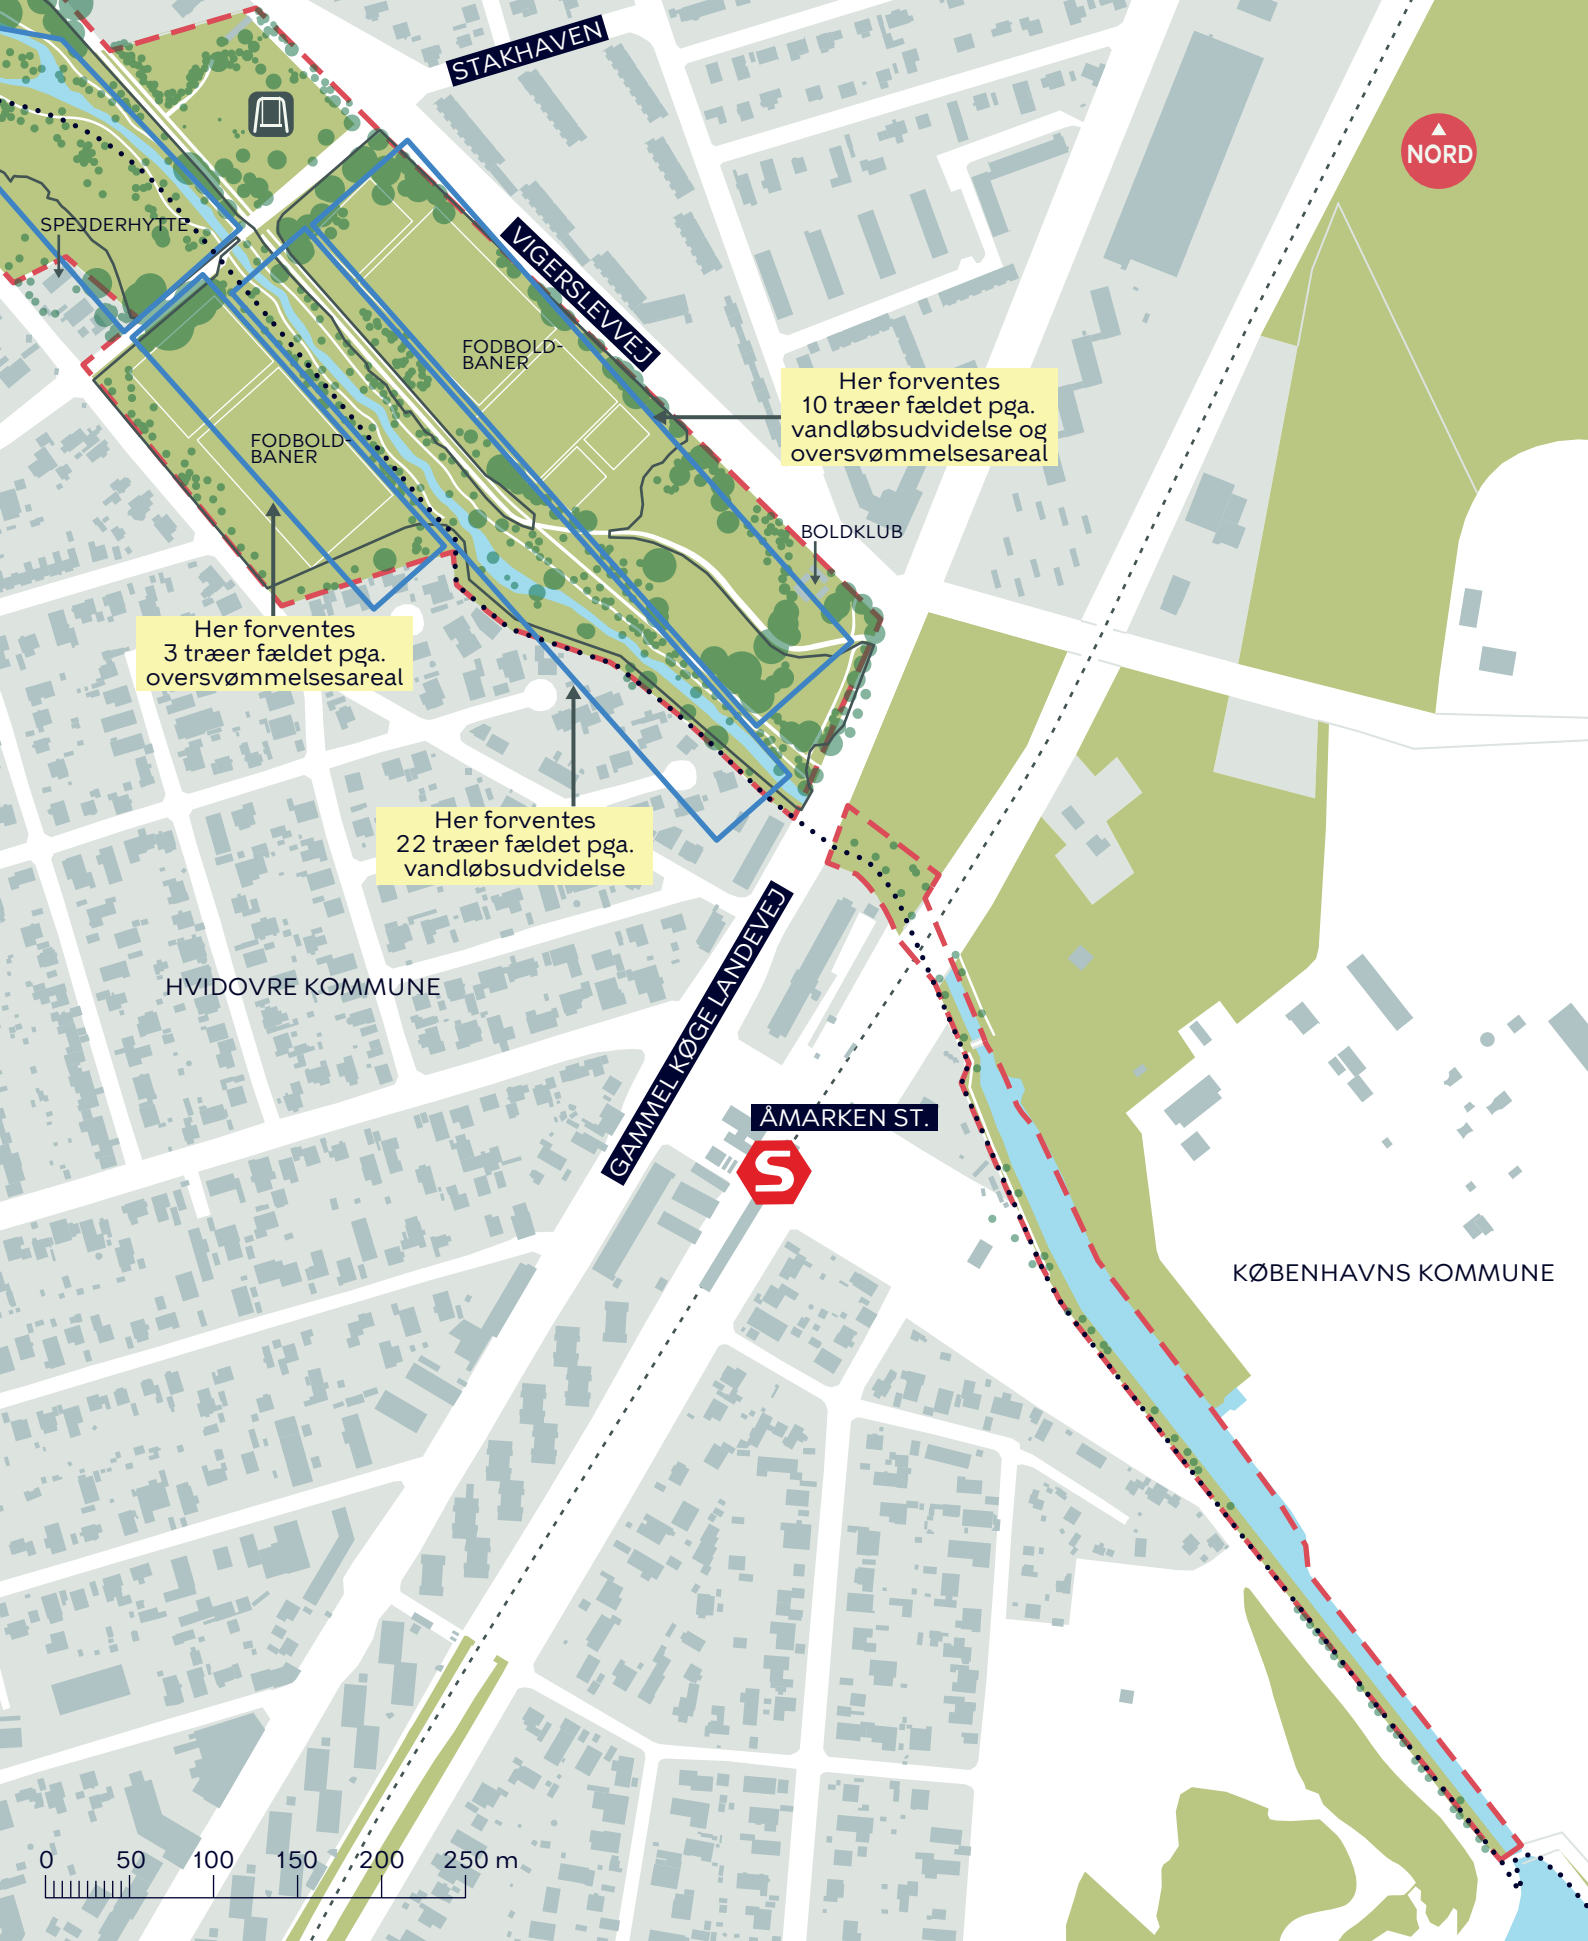 STAKHAVEN
NORD
SPEJDERHYTTE
VIGERSLEVVEJ
FODBOLD-
BANER
Her forventes
10 træer fældet pga.
vandløbsudvidelse og
oversvømmelsesareal
FODBOLD-
BANER
BOLDKLUB
Her forventes
3 træer fældet pga.
oversvømmelsesareal
Her forventes
22 træer fældet pga.
vandløbsudvidelse
HVIDOVRE KOMMUNE
GAMMEL KØGE LANDEVEJ
ÅMARKEN ST.
S
KØBENHAVNS KOMMUNE
0 50 100 150 200 250 m